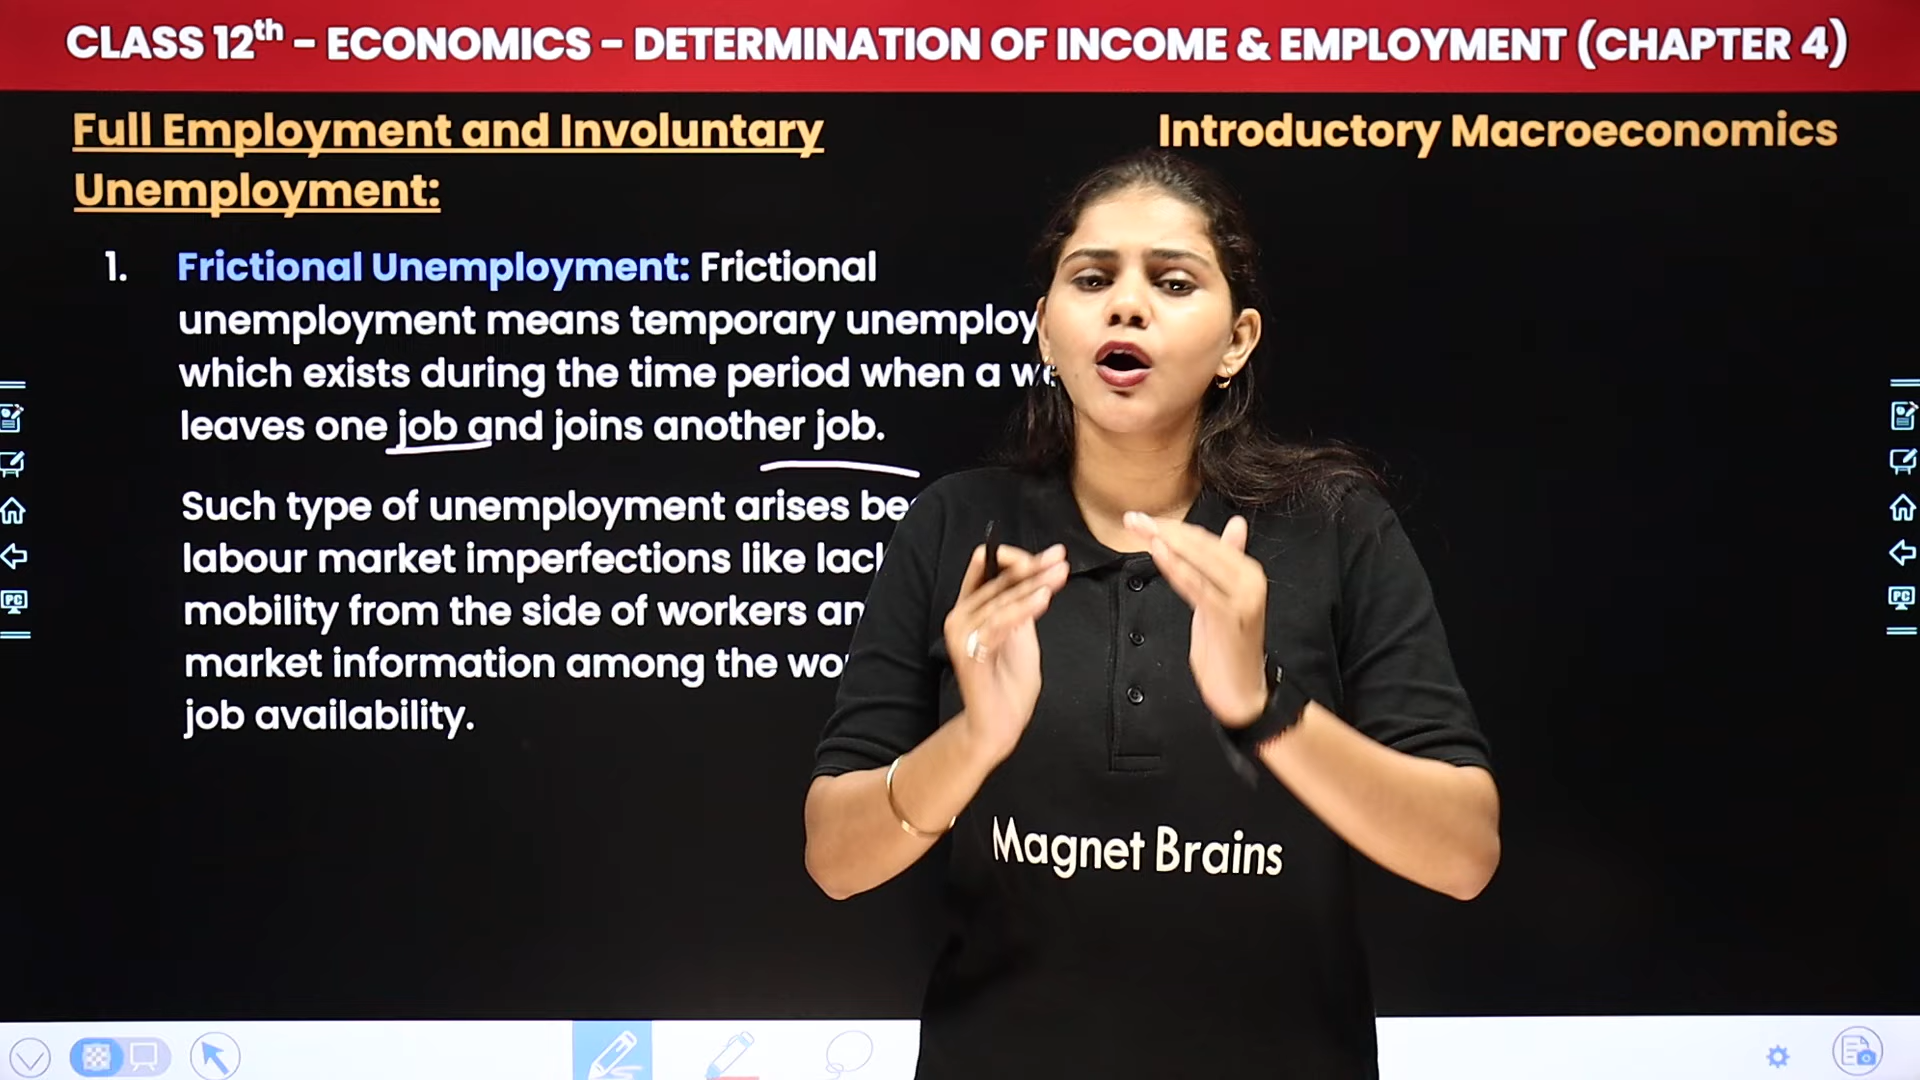 CLASS 12th - ECONOMICS - DETERMINATION OF INCOME & EMPLOYMENT (CHAPTER 4)
Full Employment and Involuntary
Introductory Macroeconomics
Unemployment:
1. Frictional Unemployment: Frictional
unemployment means temporary unemploy
which exists during the time period when a w
leaves one job and joins another job.
Such type of unemployment arises be
labour market imperfections like lac
mobility from the side of workers an
market information among the wo
job availability.
Magnet Brains
PC
PC